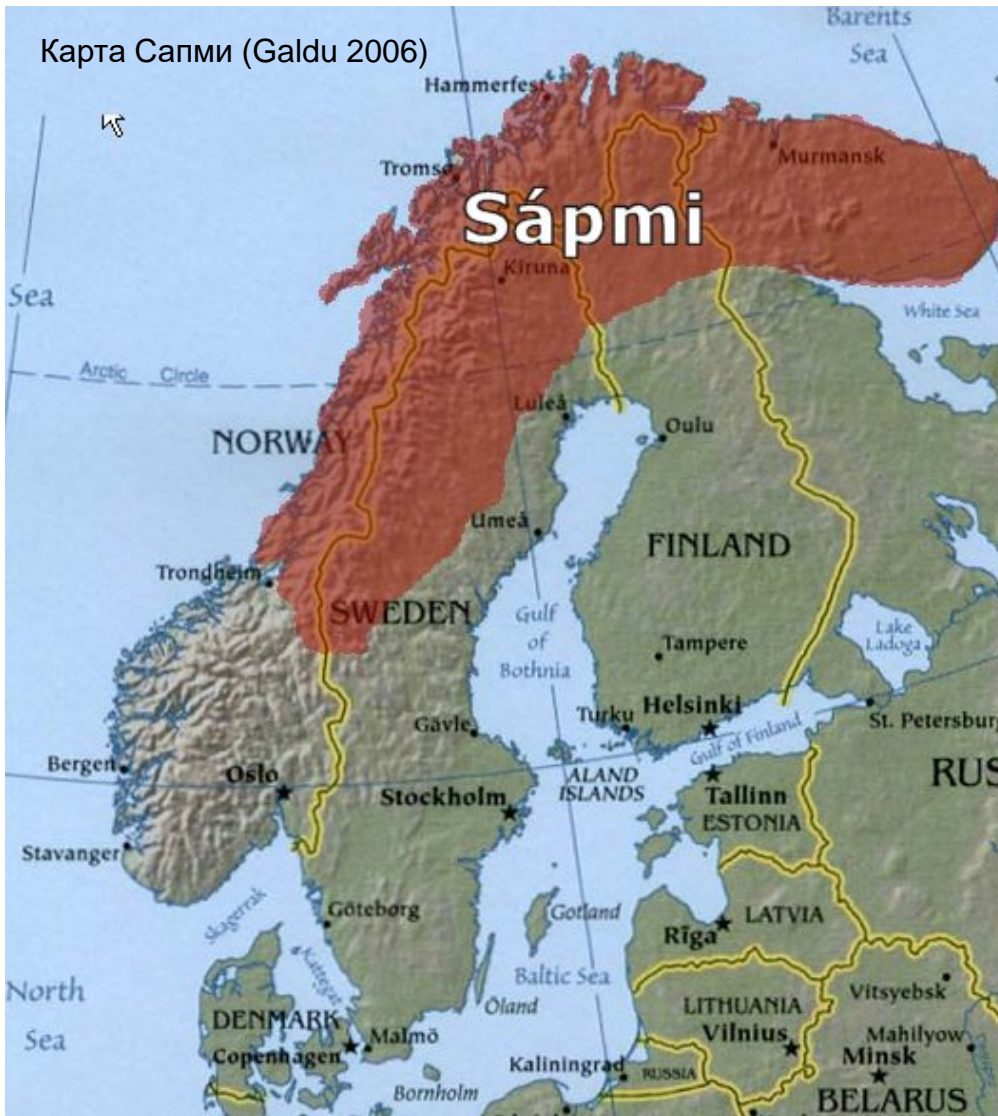 Карта Сапми (Galdu 2006)
Barents
Sea
Hammerfest
Tromsø
Murmansk
Sápmi
Kiruna
Sea
White Sea
Arctic Circle
Luleå
Oulu
NORWAY
Umeå
FINLAND
Trondheim
SWEDEN
Gulf
of
Bothnia
Lake
Ladoga
Tampere
Turku
Helsinki
Gävle
St. Petersburg
Gulf of Finland
Bergen
Oslo
ALAND
ISLANDS
RUS
Stockholm
Tallinn
ESTONIA
Stavanger
Skagerrak
Göteborg
Gotland
LATVIA
Rīga
Kattegat
Baltic Sea
North
Sea
Öland
Vitsyebsk
LITHUANIA
DENMARK
Malmö
Vilnius
Mahilyow
Copenhagen
Kaliningrad
RUSSIA
Minsk
Bornholm
BELARUS